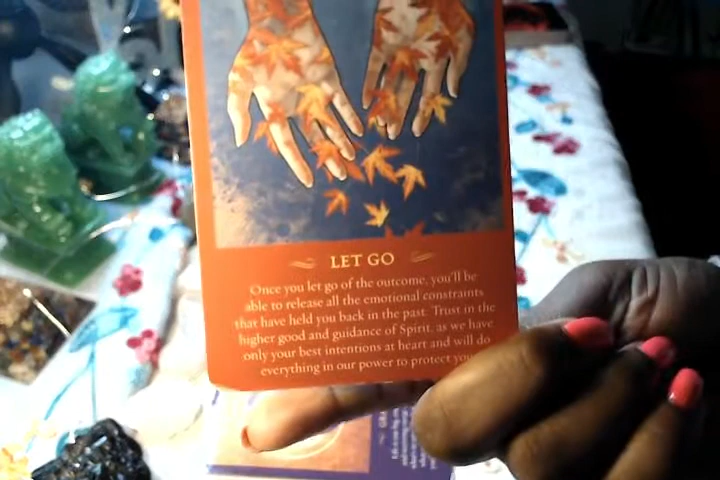 LET GO
Once you let go of the outcome, you'll be
able to release all the emotional constraints
that have held you back in the past. Trust in the
higher good and guidance of Spirit, as we have
only your best intentions at heart and will do
everything in our power to protect you